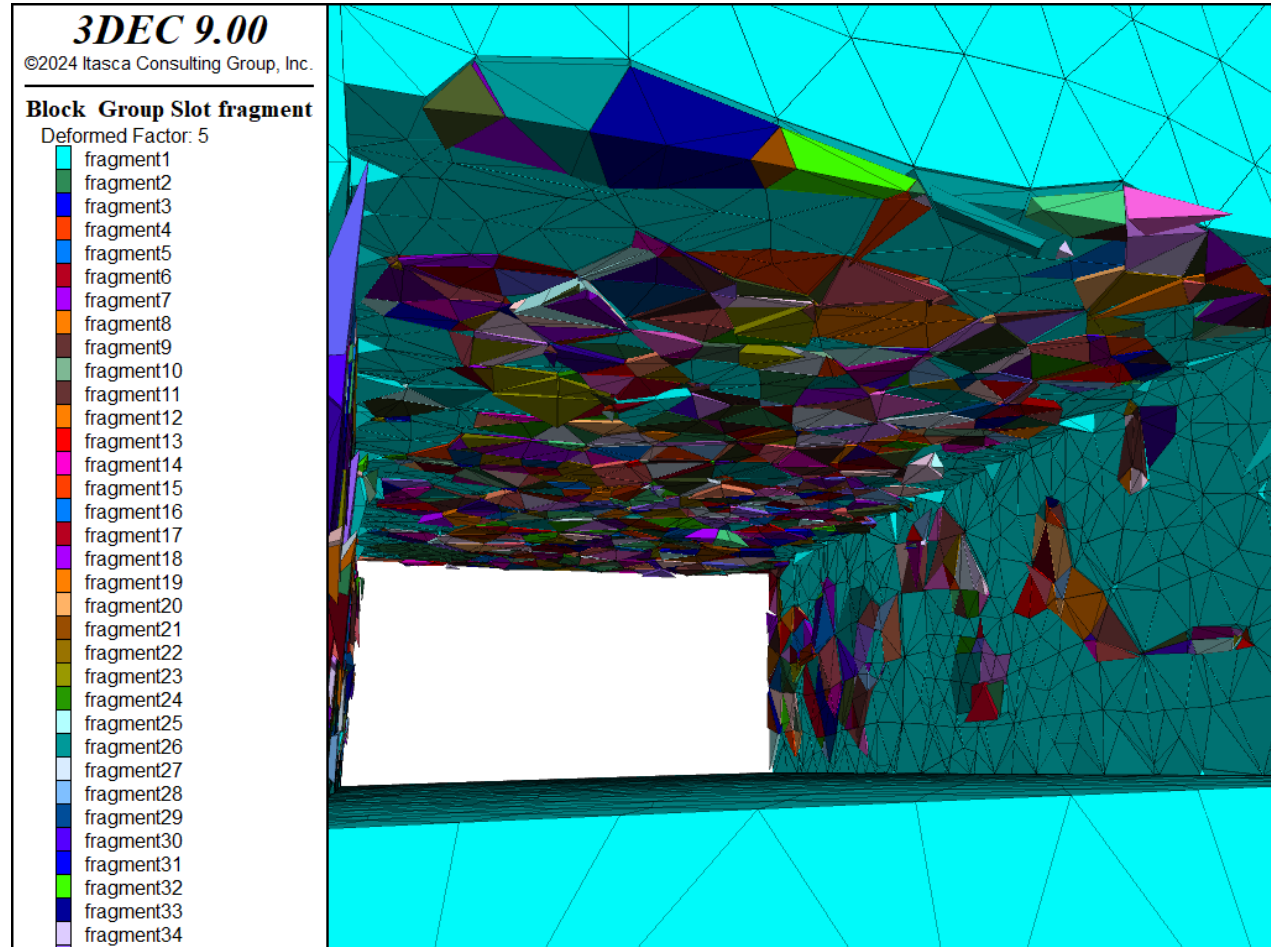 3DEC 9.00
©2024 Itasca Consulting Group, Inc.
Block Group Slot fragment
Deformed Factor: 5
fragment1
fragment2
fragment3
fragment4
fragment5
fragment6
fragment7
fragment8
fragment9
fragment10
fragment11
fragment12
fragment13
fragment14
fragment15
fragment16
fragment17
fragment18
fragment19
fragment20
fragment21
fragment22
fragment23
fragment24
fragment25
fragment26
fragment27
fragment28
fragment29
fragment30
fragment31
fragment32
fragment33
fragment34